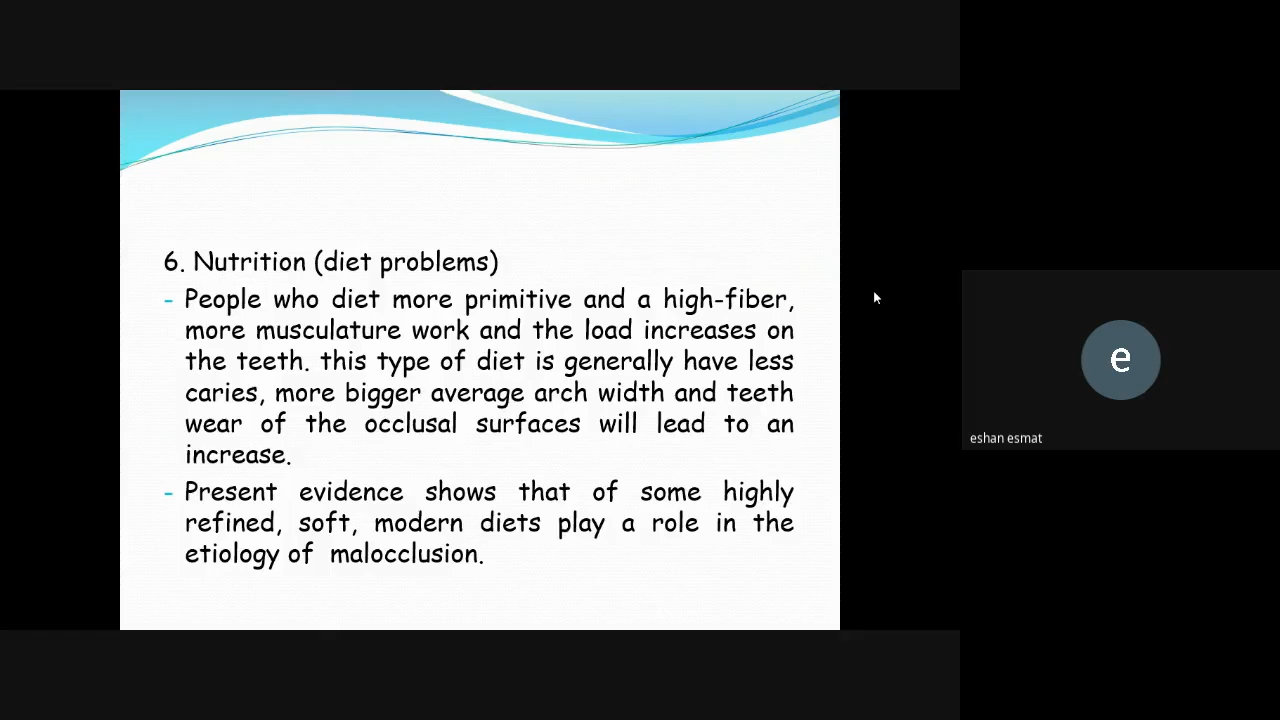 6. Nutrition (diet problems)
- People who diet more primitive and a high-fiber,
more musculature work and the load increases on
the teeth. this type of diet is generally have less
caries, more bigger average arch width and teeth
wear of the occlusal surfaces will lead to an
increase.
- Present evidence shows that of some highly
refined, soft, modern diets play a role in the
etiology of malocclusion.
e
eshan esmat